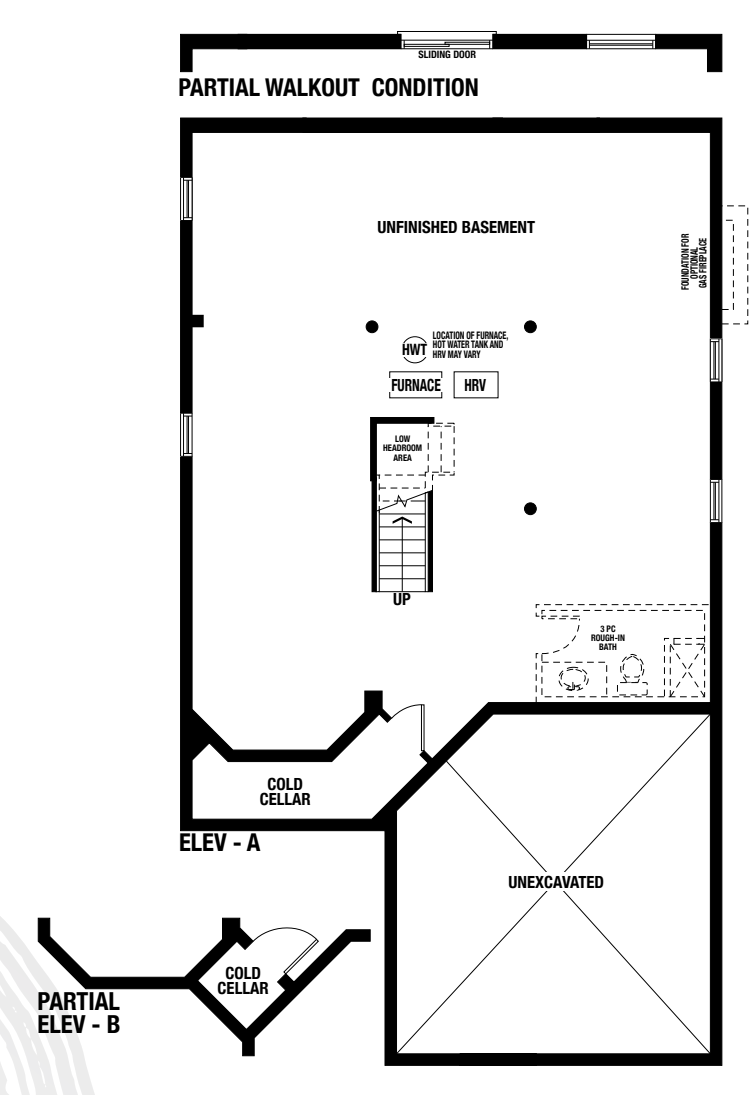 SLIDING DOOR
PARTIAL WALKOUT CONDITION
UNFINISHED BASEMENT
FOUNDATION FOR
OPTIONAL
GAS FIREPLACE
HWT
LOCATION OF FURNACE,
HOT WATER TANK AND
HRV MAY VARY
FURNACE
HRV
LOW
HEADROOM
AREA
UP
3 PC
ROUGH-IN
BATH
COLD
CELLAR
ELEV - A
UNEXCAVATED
COLD
CELLAR
PARTIAL
ELEV - B